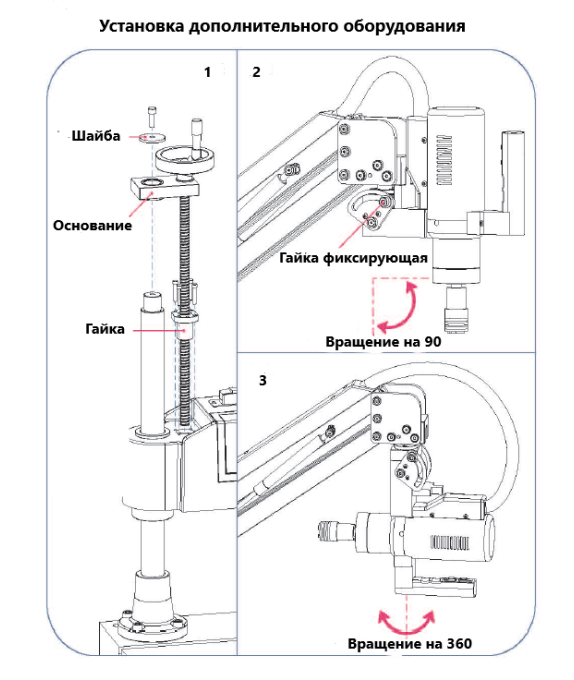 Установка дополнительного оборудования
1
Шайба
Основание
Гайка
2
Гайка фиксирующая
Вращение на 90
3
Вращение на 360